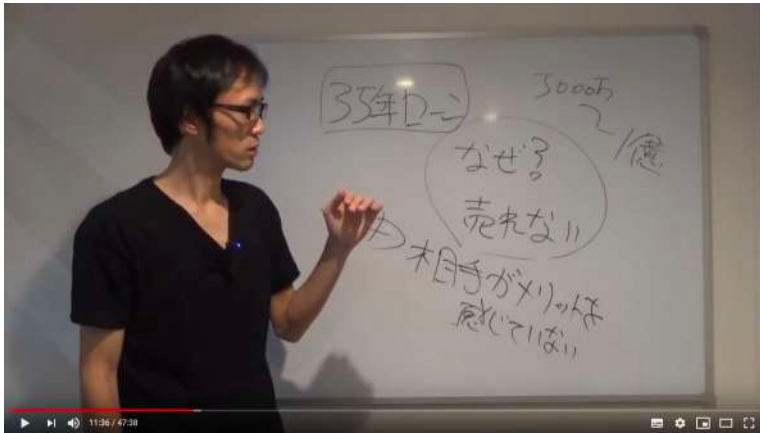 35年ローン
3000万
〜
1億
なぜ?
売れない
相手がメリットを
感じていない
11:36 / 47:38